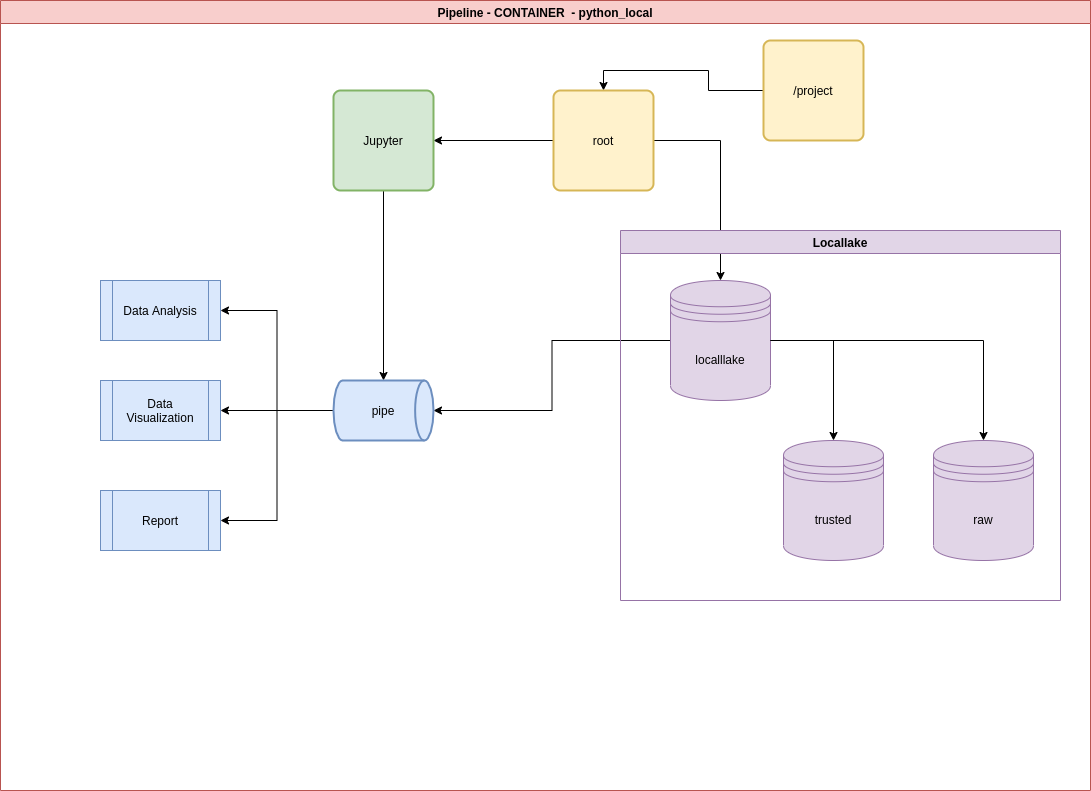 Pipeline - CONTAINER  - python_local
/project
Jupyter
root
Locallake
Data Analysis
locallake
Data
Visualization
pipe
Report
trusted
raw